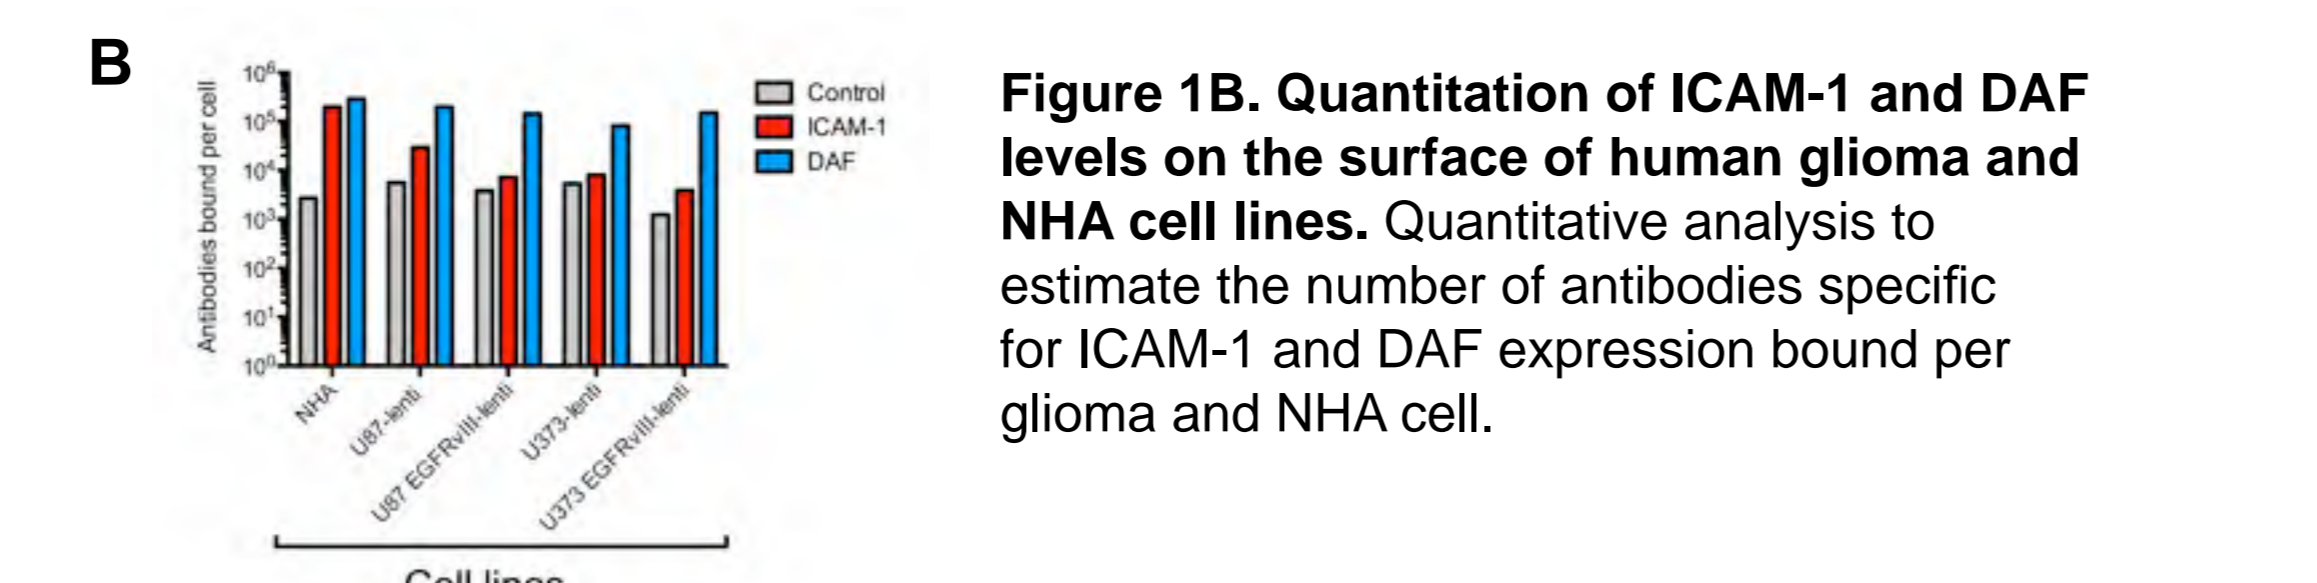 B
10⁶
10⁵
10⁴
10³
10²
10¹
10⁰
Antibodies bound per cell
NHA
U87-lenti
U87 EGFRvIII-lenti
U373-lenti
U373 EGFRvIII-lenti
Cell lines
Control
ICAM-1
DAF
Figure 1B. Quantitation of ICAM-1 and DAF
levels on the surface of human glioma and
NHA cell lines. Quantitative analysis to
estimate the number of antibodies specific
for ICAM-1 and DAF expression bound per
glioma and NHA cell.